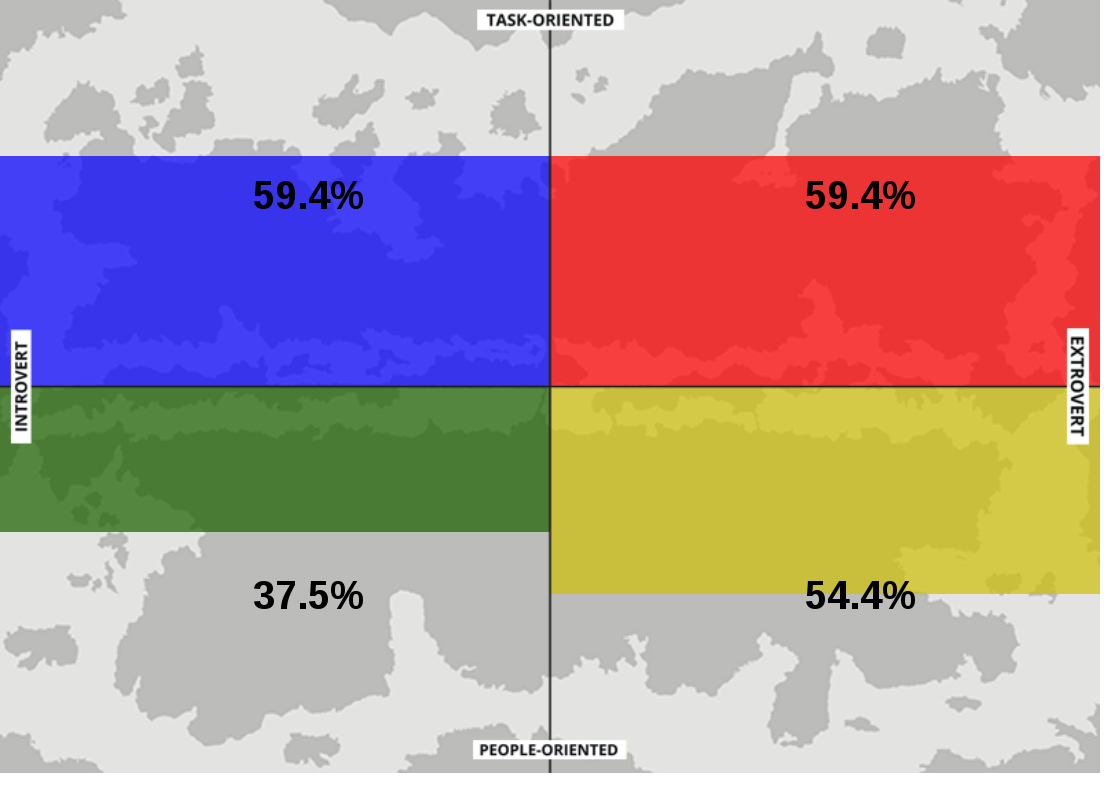 TASK-ORIENTED
59.4%
59.4%
INTROVERT
EXTROVERT
37.5%
54.4%
PEOPLE-ORIENTED